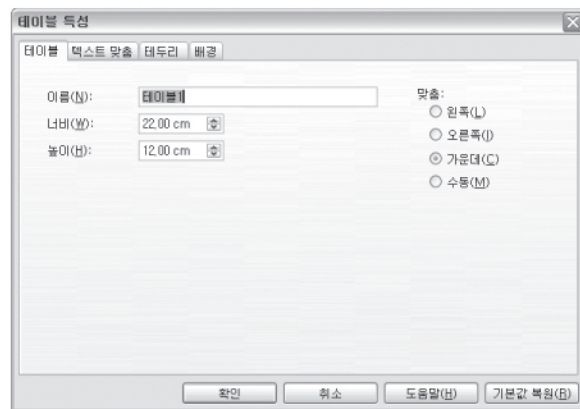 테이블 특성
테이블 텍스트 맞춤 테두리 배경
이름(N): 테이블1
너비(W): 22,00 cm
높이(H): 12,00 cm
맞춤:
왼쪽(L)
오른쪽(I)
가운데(C)
수동(M)
확인 취소 도움말(H) 기본값 복원(R)